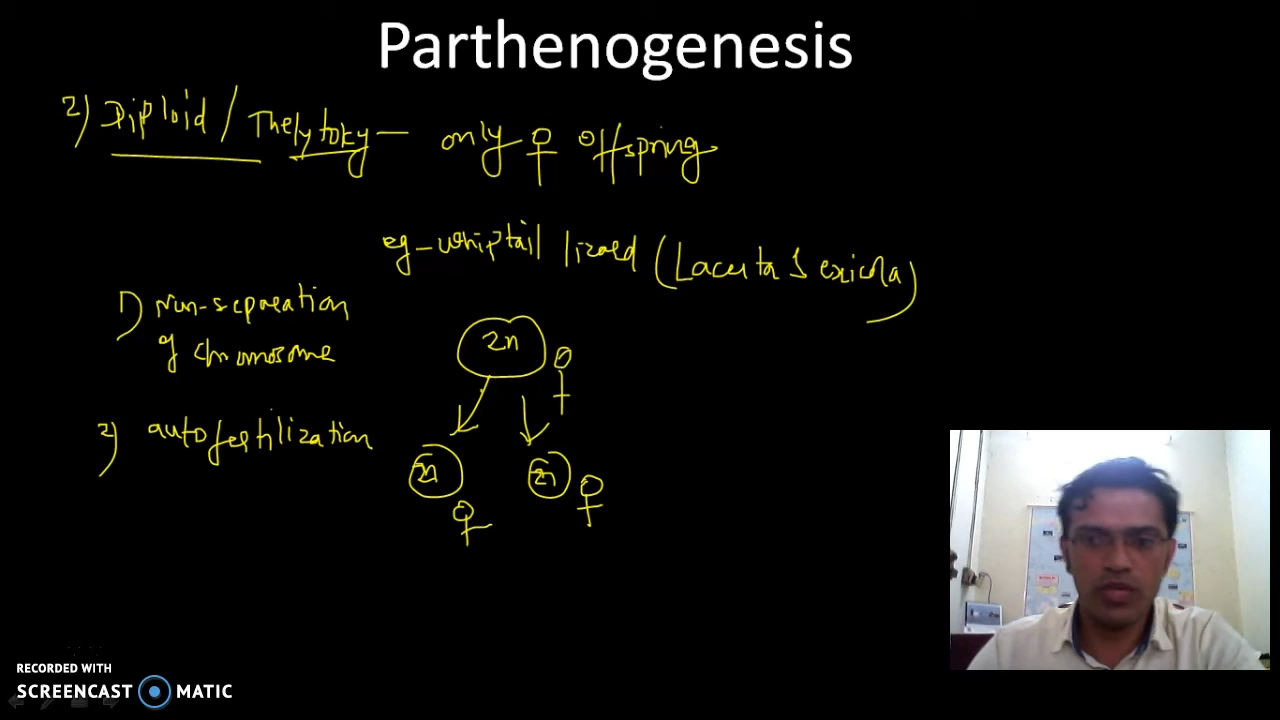 Parthenogenesis
2) Diploid / Thelytoky — only ♀ offspring
eg - whiptail lizard (Lacerta Sexicola)
1) Non-separation
of chromosome
2n ♀
2) autofertilization
2n ♀ 2n ♀
RECORDED WITH
SCREENCAST MATIC